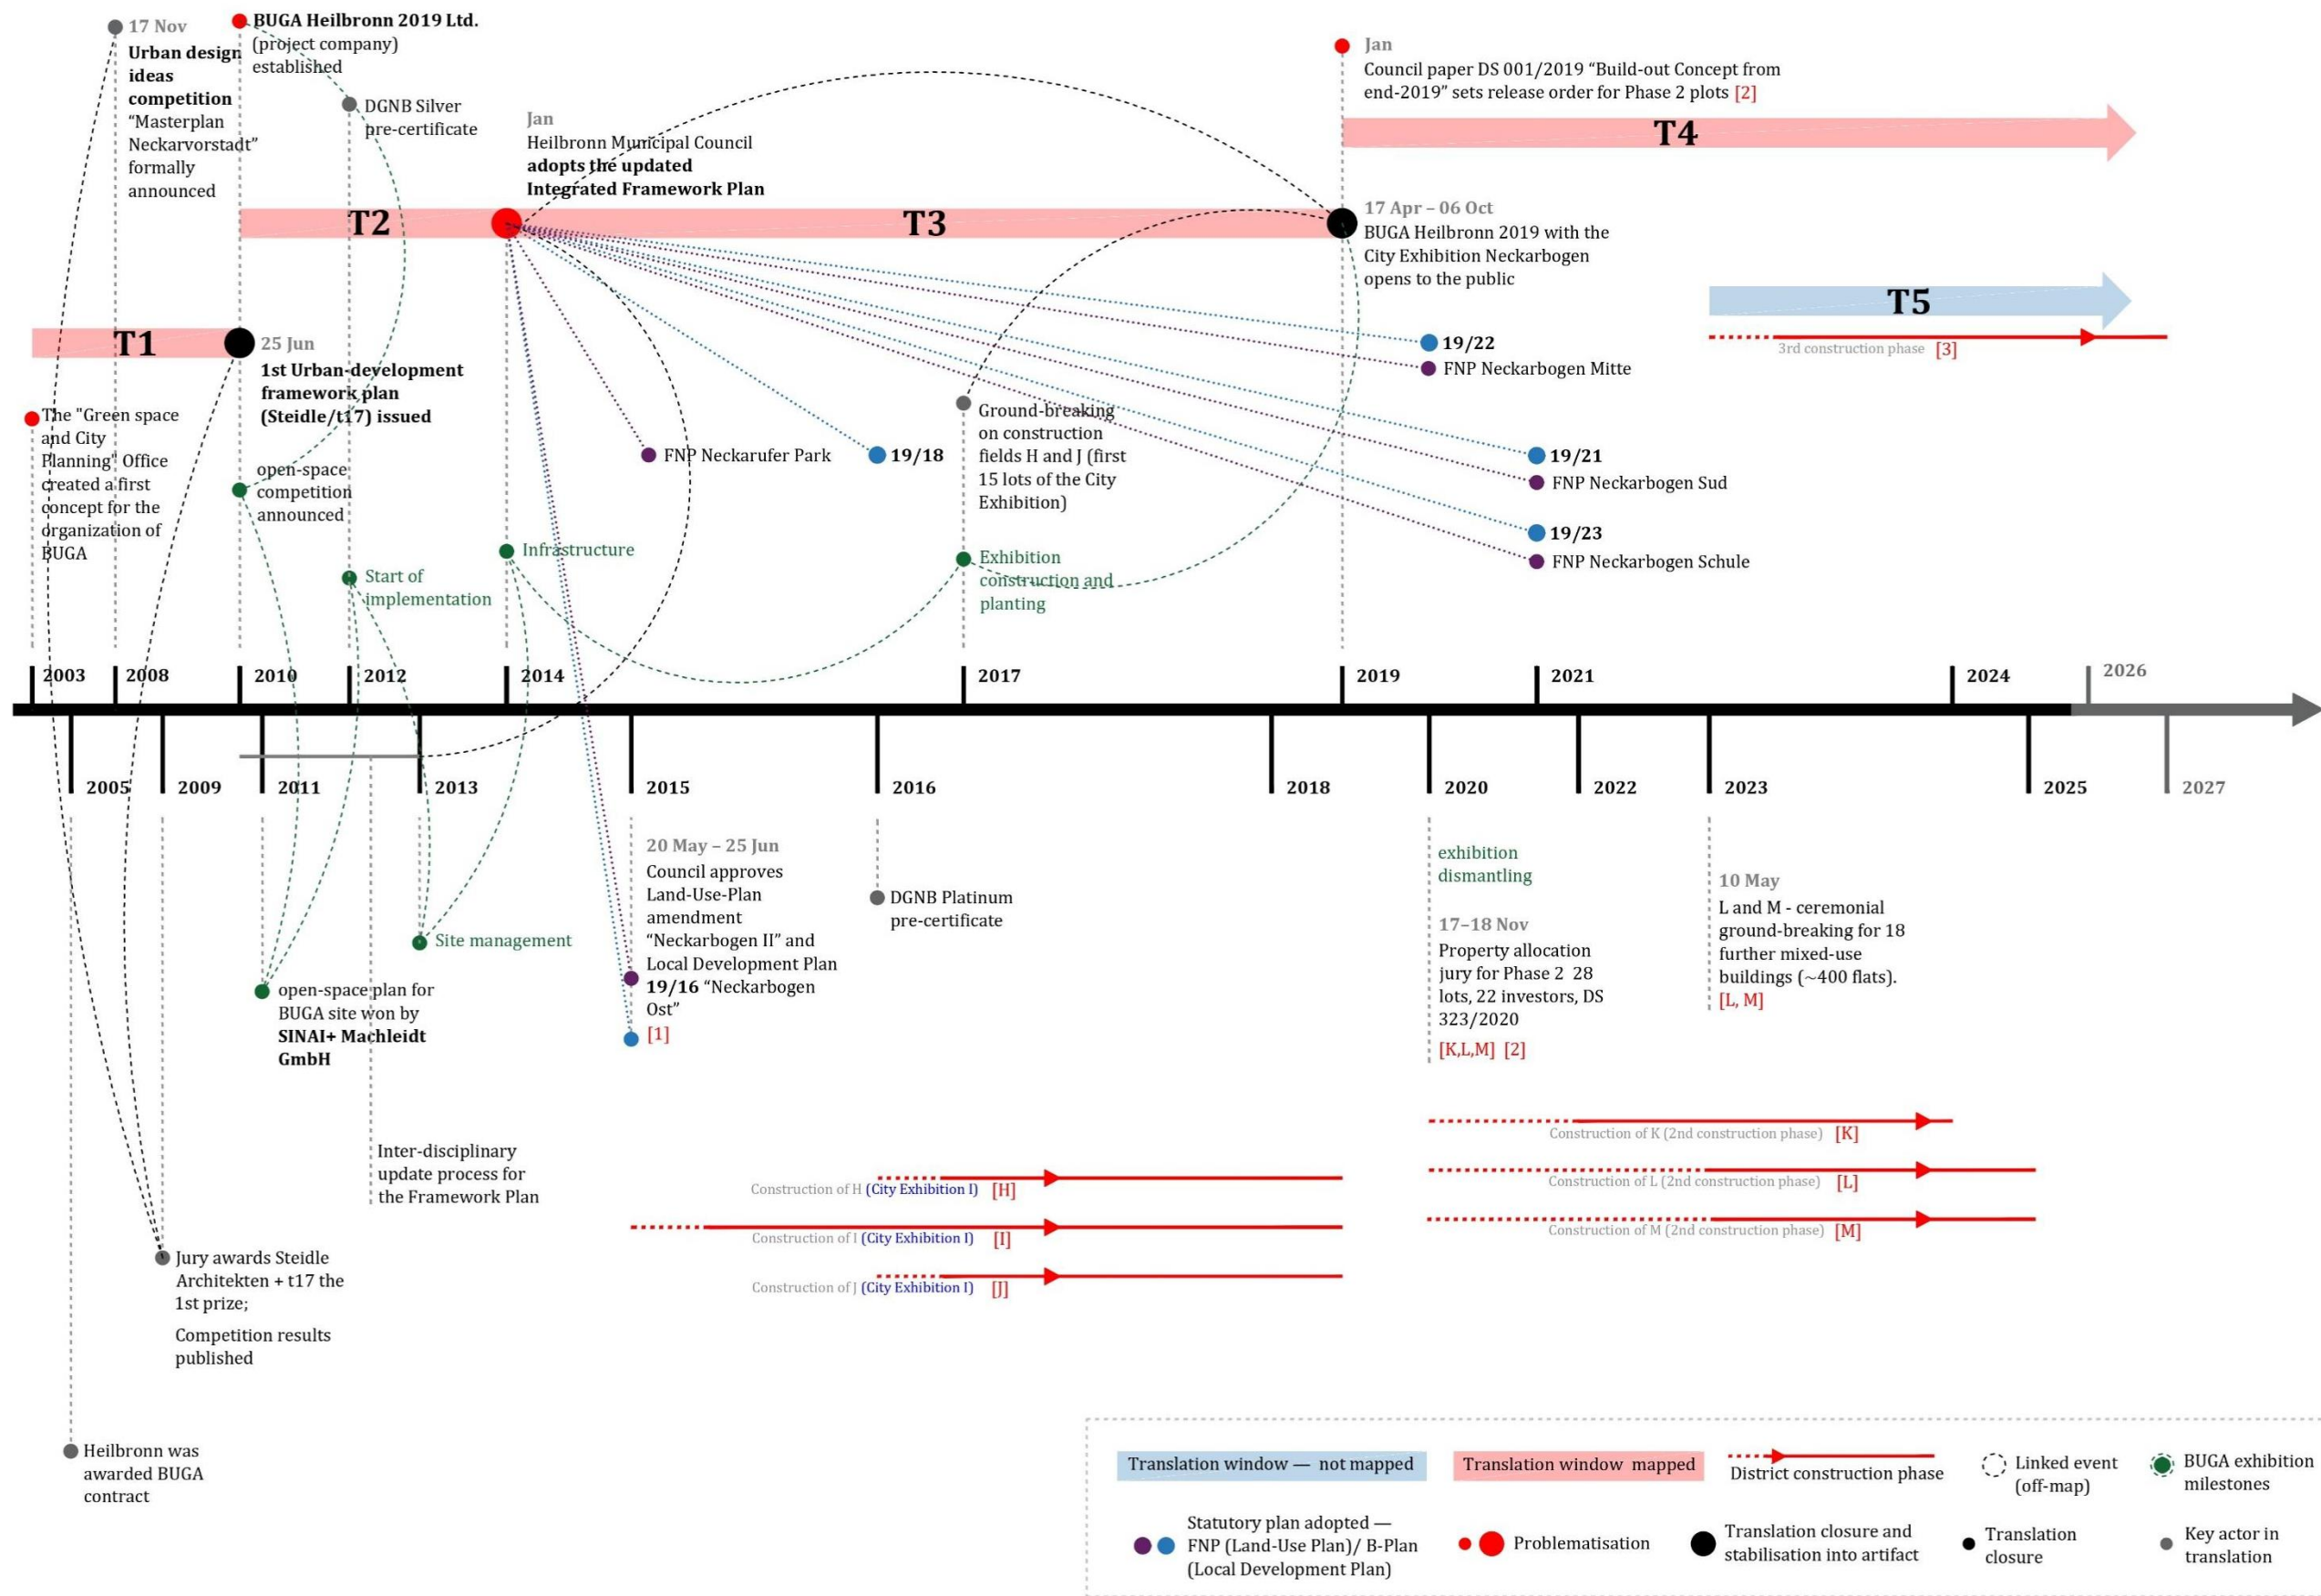 17 Nov
Urban design
ideas
competition
“Masterplan
Neckarvorstadt”
formally
announced
BUGA Heilbronn 2019 Ltd.
(project company)
established
DGNB Silver
pre-certificate
Jan
Heilbronn Municipal Council
adopts the updated
Integrated Framework Plan
Jan
Council paper DS 001/2019 “Build-out Concept from
end-2019” sets release order for Phase 2 plots [2]
T4
T2
T3
17 Apr – 06 Oct
BUGA Heilbronn 2019 with the
City Exhibition Neckarbogen
opens to the public
T5
3rd construction phase [3]
T1
25 Jun
1st Urban-development
framework plan
(Steidle/t17) issued
The "Green space
and City
Planning" Office
created a first
concept for the
organization of
BUGA
open-space
competition
announced
Start of
implementation
Infrastructure
FNP Neckarufer Park
19/18
Ground-breaking
on construction
fields H and J (first
15 lots of the City
Exhibition)
Exhibition
construction and
planting
19/22
FNP Neckarbogen Mitte
19/21
FNP Neckarbogen Sud
19/23
FNP Neckarbogen Schule
2003
2008
2010
2012
2014
2017
2019
2021
2024
2026
2005
2009
2011
2013
2015
2016
2018
2020
2022
2023
2025
2027
20 May – 25 Jun
Council approves
Land-Use-Plan
amendment
“Neckarbogen II” and
Local Development Plan
19/16 “Neckarbogen
Ost”
[1]
DGNB Platinum
pre-certificate
exhibition
dismantling
17–18 Nov
Property allocation
jury for Phase 2 28
lots, 22 investors, DS
323/2020
[K,L,M] [2]
10 May
L and M - ceremonial
ground-breaking for 18
further mixed-use
buildings (~400 flats).
[L, M]
Site management
open-space plan for
BUGA site won by
SINAI+ Machleidt
GmbH
Inter-disciplinary
update process for
the Framework Plan
Construction of H (City Exhibition I) [H]
Construction of I (City Exhibition I) [I]
Construction of J (City Exhibition I) [J]
Construction of K (2nd construction phase) [K]
Construction of L (2nd construction phase) [L]
Construction of M (2nd construction phase) [M]
Jury awards Steidle
Architekten + t17 the
1st prize;
Competition results
published
Heilbronn was
awarded BUGA
contract
Translation window — not mapped
Translation window mapped
District construction phase
Linked event
(off-map)
BUGA exhibition
milestones
Statutory plan adopted —
FNP (Land-Use Plan)/ B-Plan
(Local Development Plan)
Problematisation
Translation closure and
stabilisation into artifact
Translation
closure
Key actor in
translation